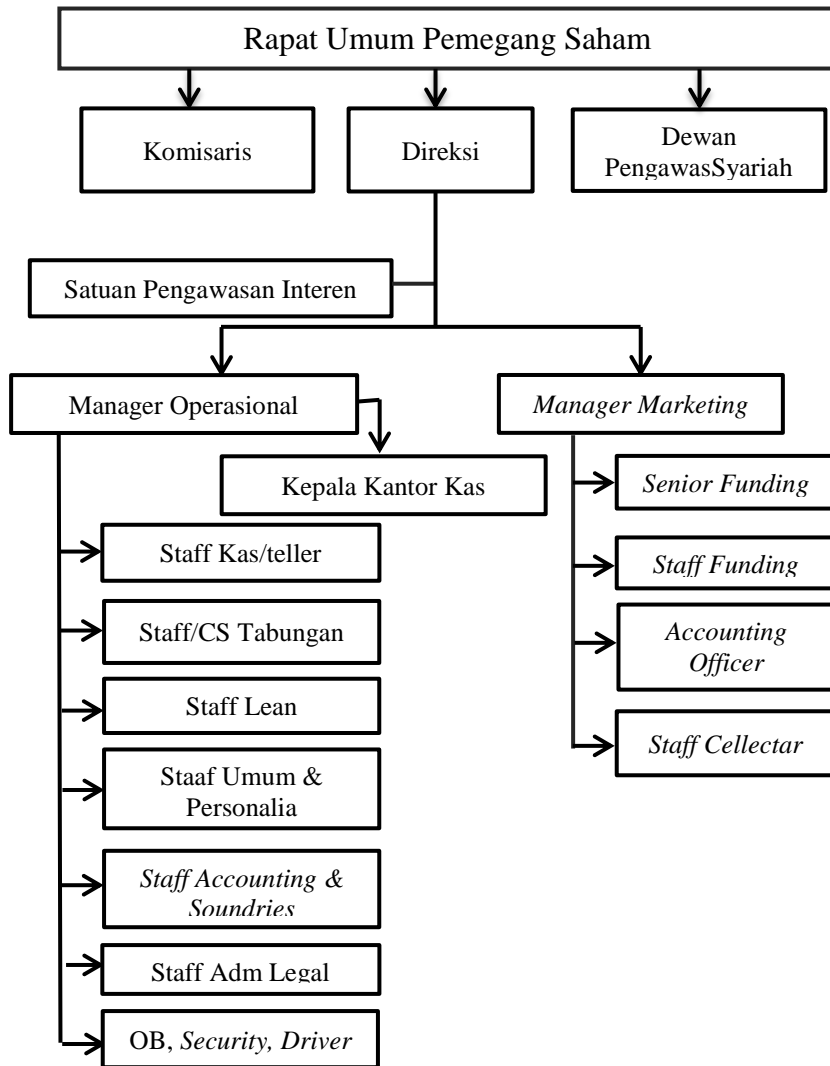 Rapat Umum Pemegang Saham
Komisaris
Direksi
Dewan
PengawasSyariah
Satuan Pengawasan Interen
Manager Operasional
Manager Marketing
Kepala Kantor Kas
Staff Kas/teller
Staff/CS Tabungan
Staff Lean
Staaf Umum &
Personalia
Staff Accounting &
Soundries
Staff Adm Legal
OB, Security, Driver
Senior Funding
Staff Funding
Accounting
Officer
Staff Cellectar